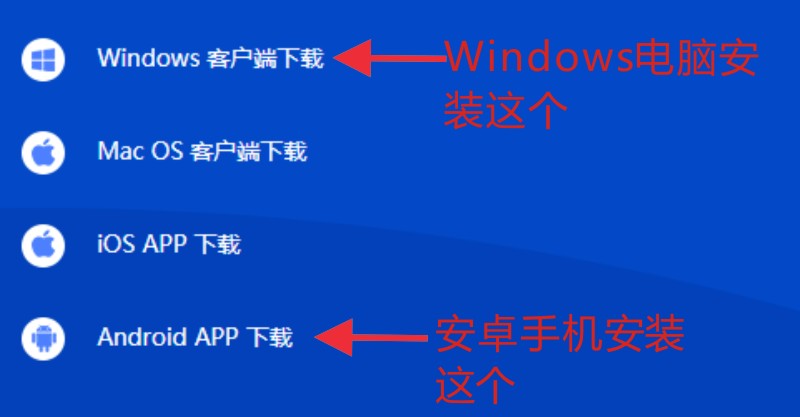 Windows 客户端下载
Windows电脑安
装这个
Mac OS 客户端下载
iOS APP 下载
Android APP 下载
安卓手机安装
这个